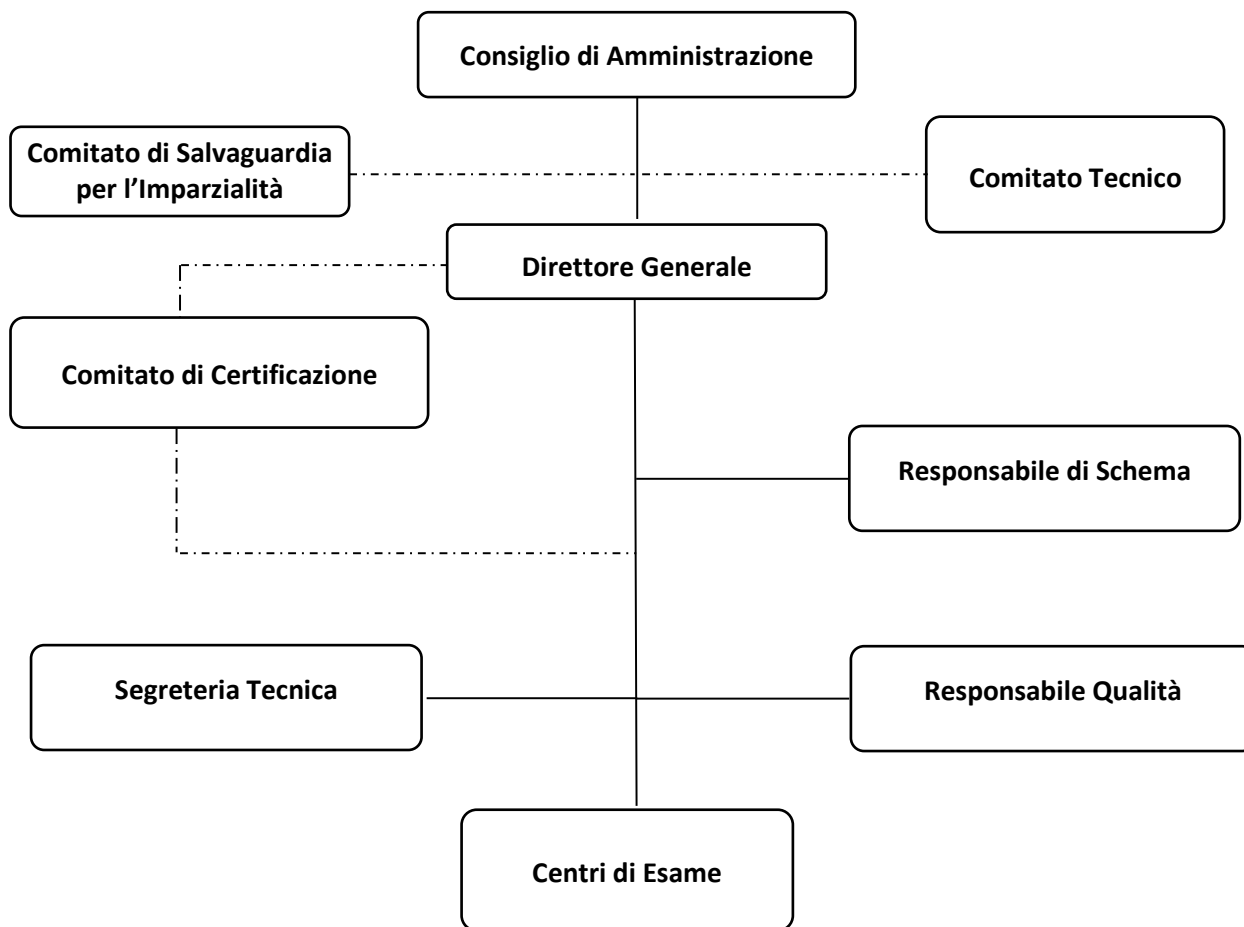 Consiglio di Amministrazione
Comitato di Salvaguardia
per l’Imparzialità
Comitato Tecnico
Direttore Generale
Comitato di Certificazione
Responsabile di Schema
Segreteria Tecnica
Responsabile Qualità
Centri di Esame